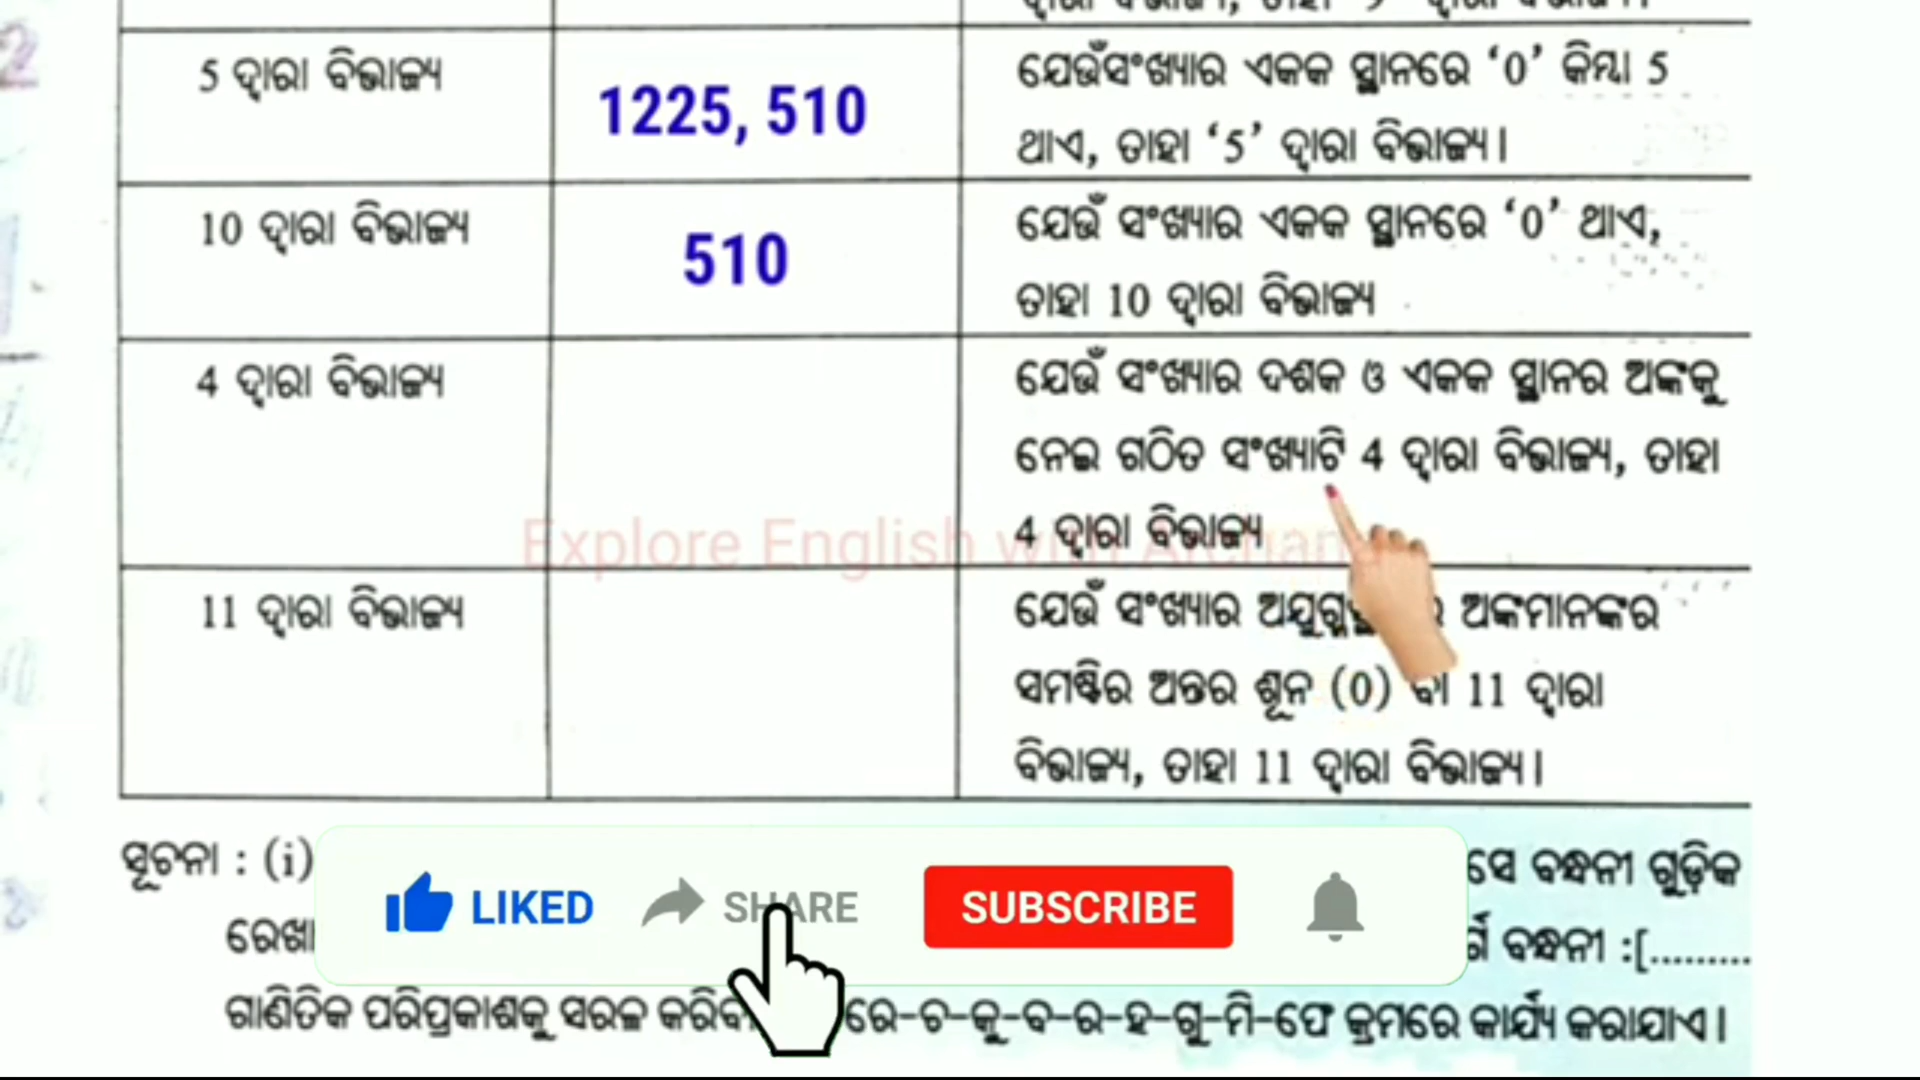 5 ଦ୍ୱାରା ବିଭାଜ୍ୟ
1225, 510
ଯେଉଁସଂଖ୍ୟାର ଏକକ ସ୍ଥାନରେ ‘0’ କିମ୍ବା 5
ଥାଏ, ତାହା ‘5’ ଦ୍ୱାରା ବିଭାଜ୍ୟ।
10 ଦ୍ୱାରା ବିଭାଜ୍ୟ
510
ଯେଉଁ ସଂଖ୍ୟାର ଏକକ ସ୍ଥାନରେ ‘0’ ଥାଏ,
ତାହା 10 ଦ୍ୱାରା ବିଭାଜ୍ୟ
4 ଦ୍ୱାରା ବିଭାଜ୍ୟ
ଯେଉଁ ସଂଖ୍ୟାର ଦଶକ ଓ ଏକକ ସ୍ଥାନର ଅଙ୍କକୁ
ନେଇ ଗଠିତ ସଂଖ୍ୟାଟି 4 ଦ୍ୱାରା ବିଭାଜ୍ୟ, ତାହା
4 ଦ୍ୱାରା ବିଭାଜ୍ୟ
Explore English with
11 ଦ୍ୱାରା ବିଭାଜ୍ୟ
ଯେଉଁ ସଂଖ୍ୟାର ଅଙ୍କମାନଙ୍କର
ସମଷ୍ଟିର ଅନ୍ତର ଶୂନ (0) ବା 11 ଦ୍ୱାରା
ବିଭାଜ୍ୟ, ତାହା 11 ଦ୍ୱାରା ବିଭାଜ୍ୟ।
ସୂଚନା : (i) ସେ ବନ୍ଧନୀ ଗୁଡ଼ିକ
LIKED SHARE SUBSCRIBE
ବନ୍ଧନୀ :[.........
ଗାଣିତିକ ପରିପ୍ରକାଶକୁ ସରଳ ରେ-ଚ-କୁ-ବ-ର-ହ-ଗୁ-ମି-ଫେ କ୍ରମରେ କାର୍ଯ୍ୟ କରାଯାଏ।